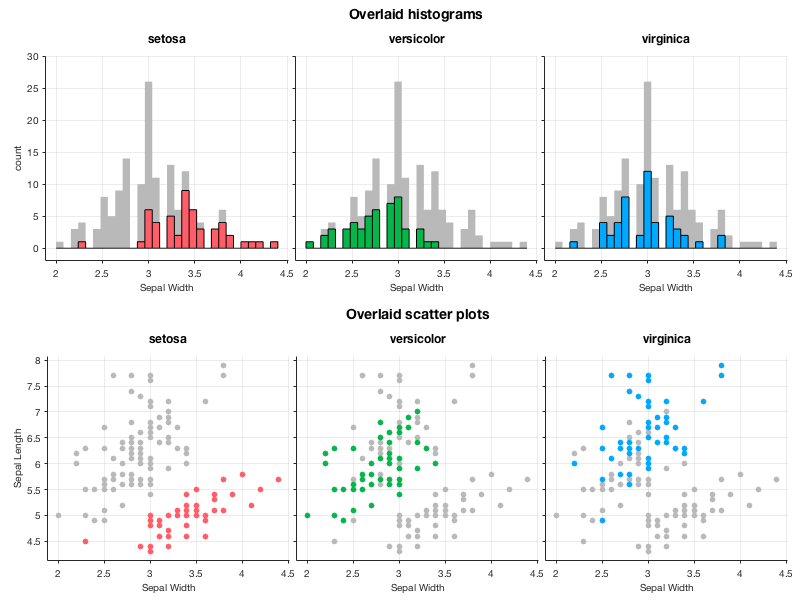 Overlaid histograms
setosa
versicolor
virginica
30
25
20
15
10
5
0
count
2 2.5 3 3.5 4 4.5
2 2.5 3 3.5 4 4.5
2 2.5 3 3.5 4 4.5
Sepal Width
Sepal Width
Sepal Width
Overlaid scatter plots
setosa
versicolor
virginica
8
7.5
7
6.5
6
5.5
5
4.5
Sepal Length
2 2.5 3 3.5 4 4.5
2 2.5 3 3.5 4 4.5
2 2.5 3 3.5 4 4.5
Sepal Width
Sepal Width
Sepal Width